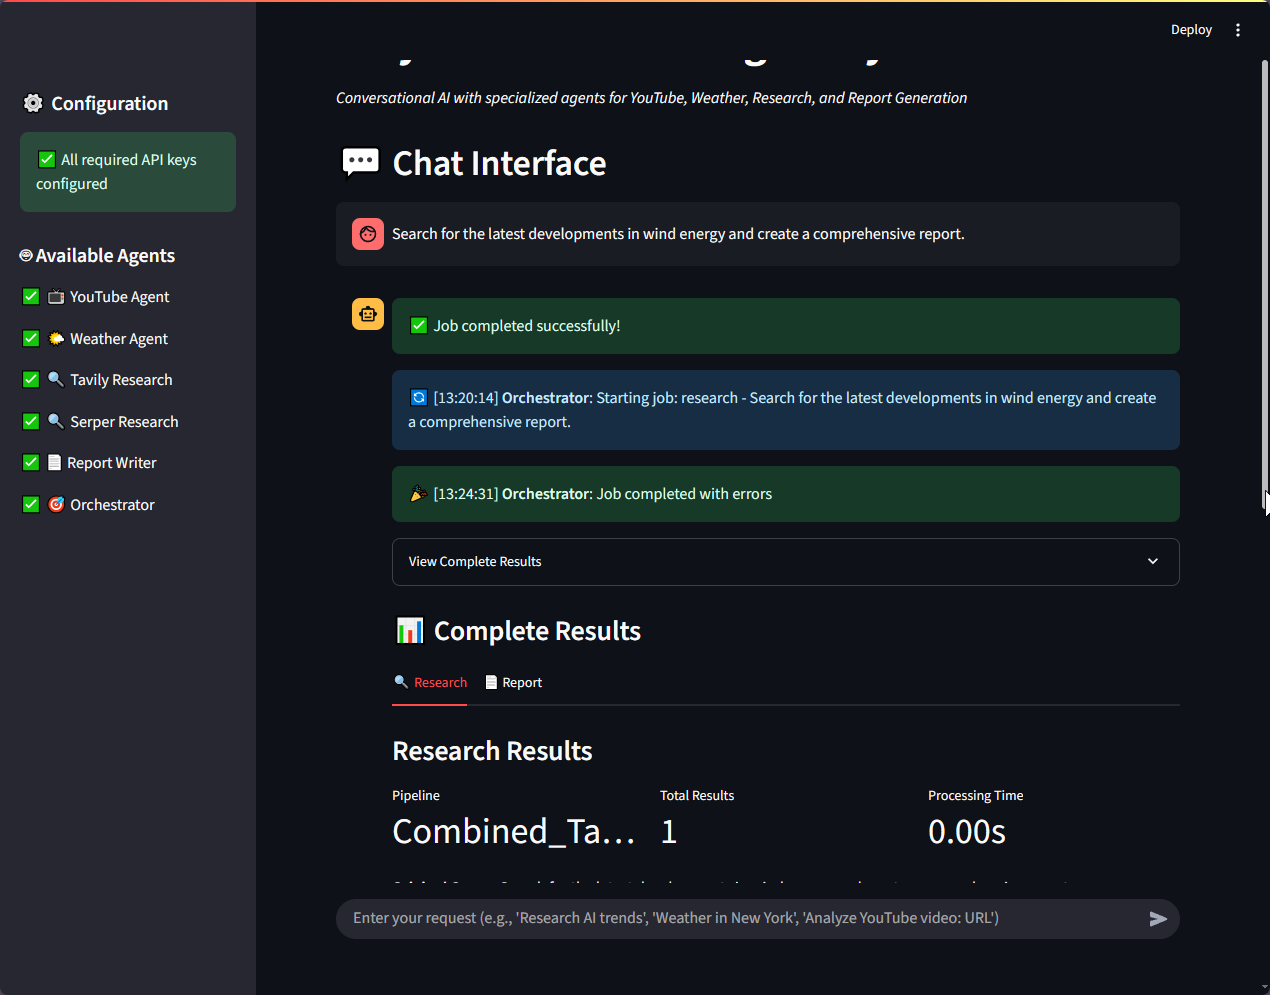 Deploy
Configuration
All required API keys
configured
Available Agents
YouTube Agent
Weather Agent
Tavily Research
Serper Research
Report Writer
Orchestrator
Conversational AI with specialized agents for YouTube, Weather, Research, and Report Generation
Chat Interface
Search for the latest developments in wind energy and create a comprehensive report.
Job completed successfully!
[13:20:14] Orchestrator: Starting job: research - Search for the latest developments in wind energy and create
a comprehensive report.
[13:24:31] Orchestrator: Job completed with errors
View Complete Results
Complete Results
Research Report
Research Results
Pipeline Total Results Processing Time
Combined_Ta... 1 0.00s
Enter your request (e.g., 'Research AI trends', 'Weather in New York', 'Analyze YouTube video: URL')